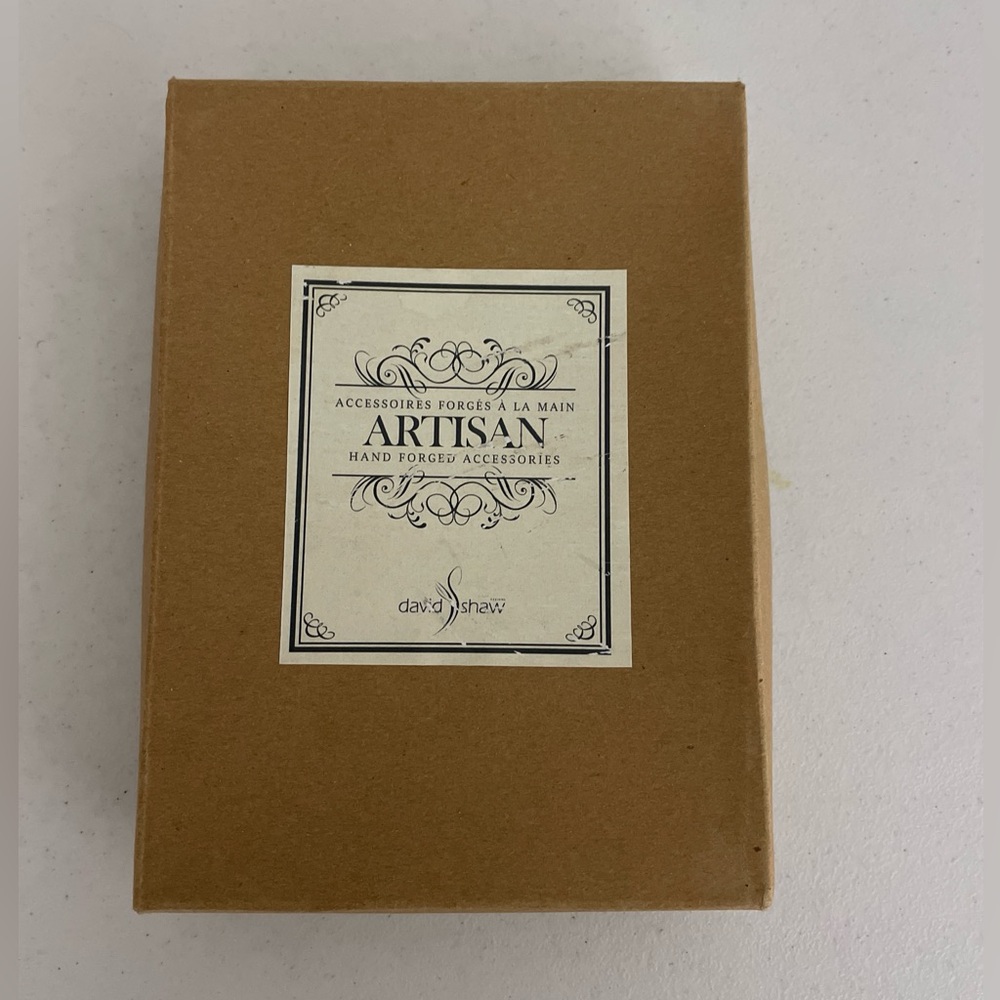 ACCESSOIRES FORGÉS À LA MAIN
ARTISAN
HAND FORGED ACCESSORIES
david shaw